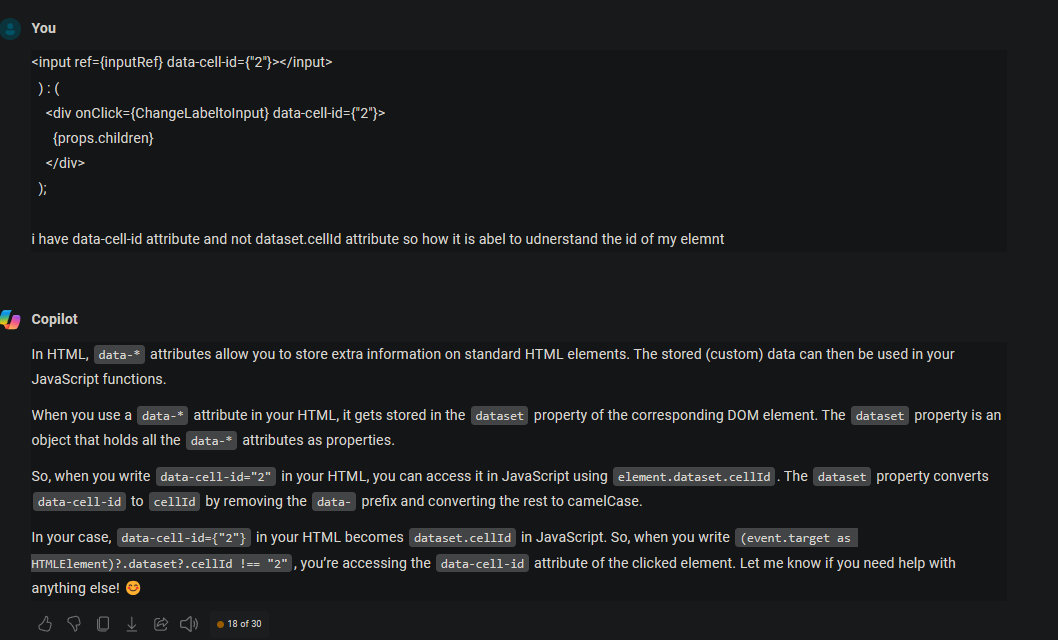 You
<input ref={inputRef} data-cell-id={"2"}></input>
) : (
<div onClick={ChangeLabeltoInput} data-cell-id={"2"}>
{props.children}
</div>
);
i have data-cell-id attribute and not dataset.cellId attribute so how it is abel to udnerstand the id of my elemnt
Copilot
In HTML, data-* attributes allow you to store extra information on standard HTML elements. The stored (custom) data can then be used in your
JavaScript functions.
When you use a data-* attribute in your HTML, it gets stored in the dataset property of the corresponding DOM element. The dataset property is an
object that holds all the data-* attributes as properties.
So, when you write data-cell-id="2" in your HTML, you can access it in JavaScript using element.dataset.cellId. The dataset property converts
data-cell-id to cellId by removing the data- prefix and converting the rest to camelCase.
In your case, data-cell-id={"2"} in your HTML becomes dataset.cellId in JavaScript. So, when you write (event.target as
HTMLElement)?.dataset?.cellId !== "2", you're accessing the data-cell-id attribute of the clicked element. Let me know if you need help with
anything else! 😊
18 of 30